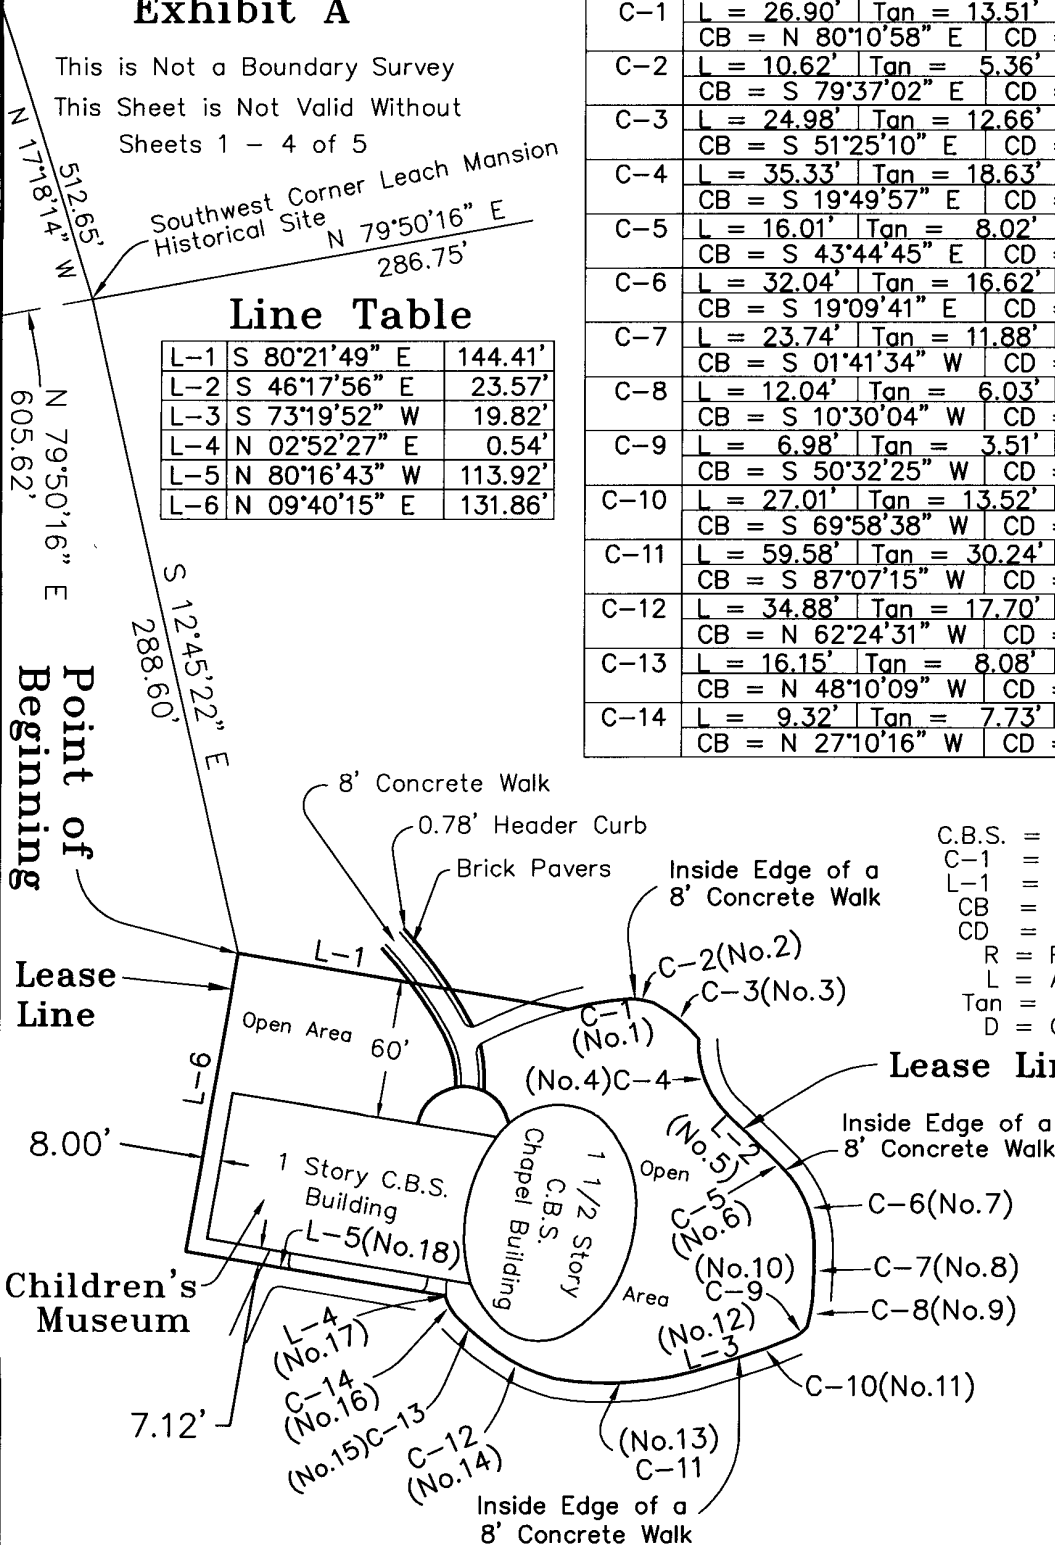 Exhibit A
This is Not a Boundary Survey
This Sheet is Not Valid Without
Sheets 1 - 4 of 5
N 17°18'14" W
512.65'
Southwest Corner Leach Mansion
Historical Site
N 79°50'16" E
286.75'
N 79°50'16" E
605.62'
Line Table
L-1 S 80°21'49" E 144.41'
L-2 S 46°17'56" E 23.57'
L-3 S 73°19'52" W 19.82'
L-4 N 02°52'27" E 0.54'
L-5 N 80°16'43" W 113.92'
L-6 N 09°40'15" E 131.86'
C-1 L = 26.90' Tan = 13.51'
CB = N 80°10'58" E CD =
C-2 L = 10.62' Tan = 5.36'
CB = S 79°37'02" E CD =
C-3 L = 24.98' Tan = 12.66'
CB = S 51°25'10" E CD =
C-4 L = 35.33' Tan = 18.63'
CB = S 19°49'57" E CD =
C-5 L = 16.01' Tan = 8.02'
CB = S 43°44'45" E CD =
C-6 L = 32.04' Tan = 16.62'
CB = S 19°09'41" E CD =
C-7 L = 23.74' Tan = 11.88'
CB = S 01°41'34" W CD =
C-8 L = 12.04' Tan = 6.03'
CB = S 10°30'04" W CD =
C-9 L = 6.98' Tan = 3.51'
CB = S 50°32'25" W CD =
C-10 L = 27.01' Tan = 13.52'
CB = S 69°58'38" W CD =
C-11 L = 59.58' Tan = 30.24'
CB = S 87°07'15" W CD =
C-12 L = 34.88' Tan = 17.70'
CB = N 62°24'31" W CD =
C-13 L = 16.15' Tan = 8.08'
CB = N 48°10'09" W CD =
C-14 L = 9.32' Tan = 7.73'
CB = N 27°10'16" W CD =
S 12°45'22" E
288.60'
Point of
Beginning
8' Concrete Walk
0.78' Header Curb
Brick Pavers
Inside Edge of a
8' Concrete Walk
C.B.S. =
C-1 =
L-1 =
CB =
CD =
R =
L =
Tan =
D =
L-1
C-2(No.2)
C-3(No.3)
Lease
Line
C-1
(No.1)
Open Area
60'
(No.4)C-4
Lease
L-6
L-2
(No.5)
Inside Edge of a
8' Concrete Walk
8.00'
1 Story C.B.S.
Building
1 1/2 Story
C.B.S.
Chapel Building
Open
C-5
(No.6)
C-6(No.7)
L-5(No.18)
(No.10)
C-9
C-7(No.8)
Area
C-8(No.9)
Children's
Museum
(No.12)
L-3
L-4
(No.17)
C-10(No.11)
C-14
(No.16)
7.12'
(No.15)C-13
C-12
(No.14)
(No.13)
C-11
Inside Edge of a
8' Concrete Walk